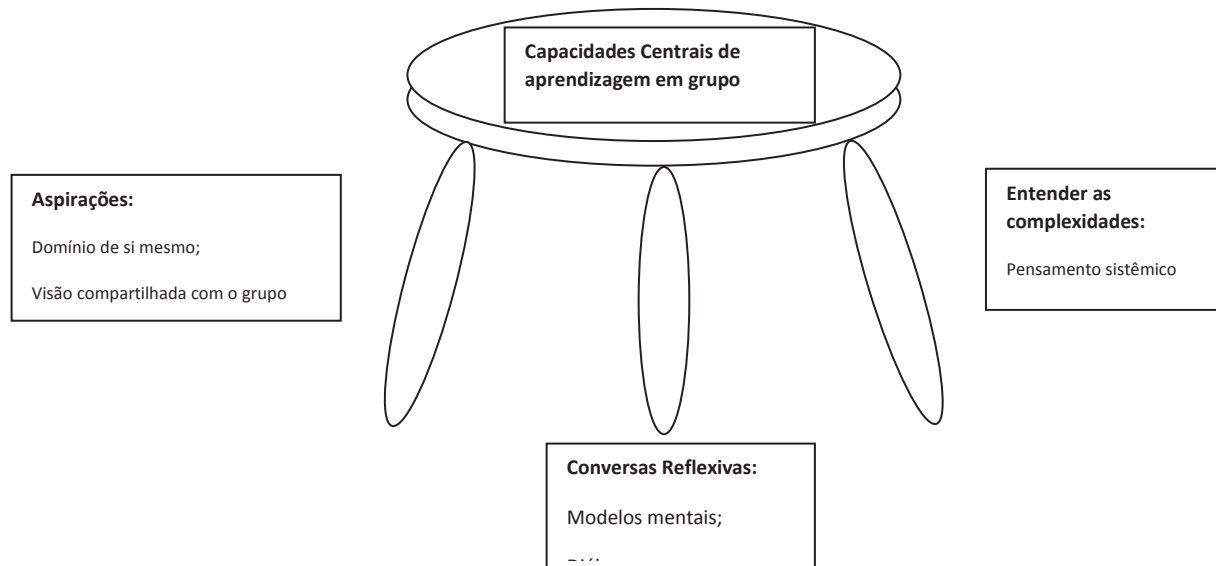 Capacidades Centrais de
aprendizagem em grupo
Aspirações:
Domínio de si mesmo;
Visão compartilhada com o grupo
Entender as
complexidades:
Pensamento sistêmico
Conversas Reflexivas:
Modelos mentais;